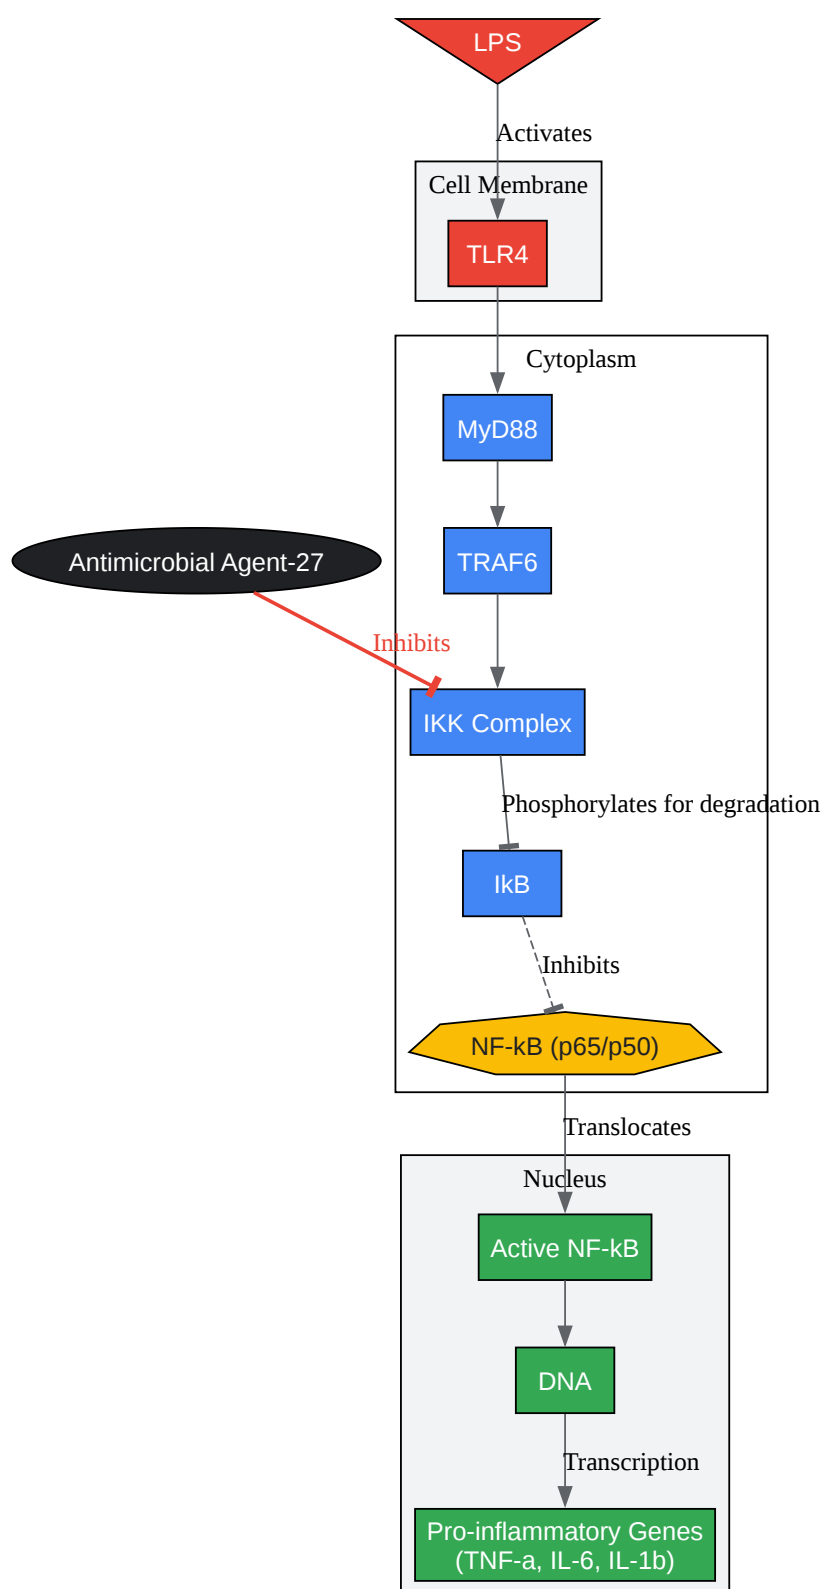 LPS
Activates
Cell Membrane
TLR4
Cytoplasm
MyD88
Antimicrobial Agent-27
TRAF6
Inhibits
IKK Complex
Phosphorylates for degradation
IkB
Inhibits
NF-kB (p65/p50)
Translocates
Nucleus
Active NF-kB
DNA
Transcription
Pro-inflammatory Genes
(TNF-a, IL-6, IL-1b)